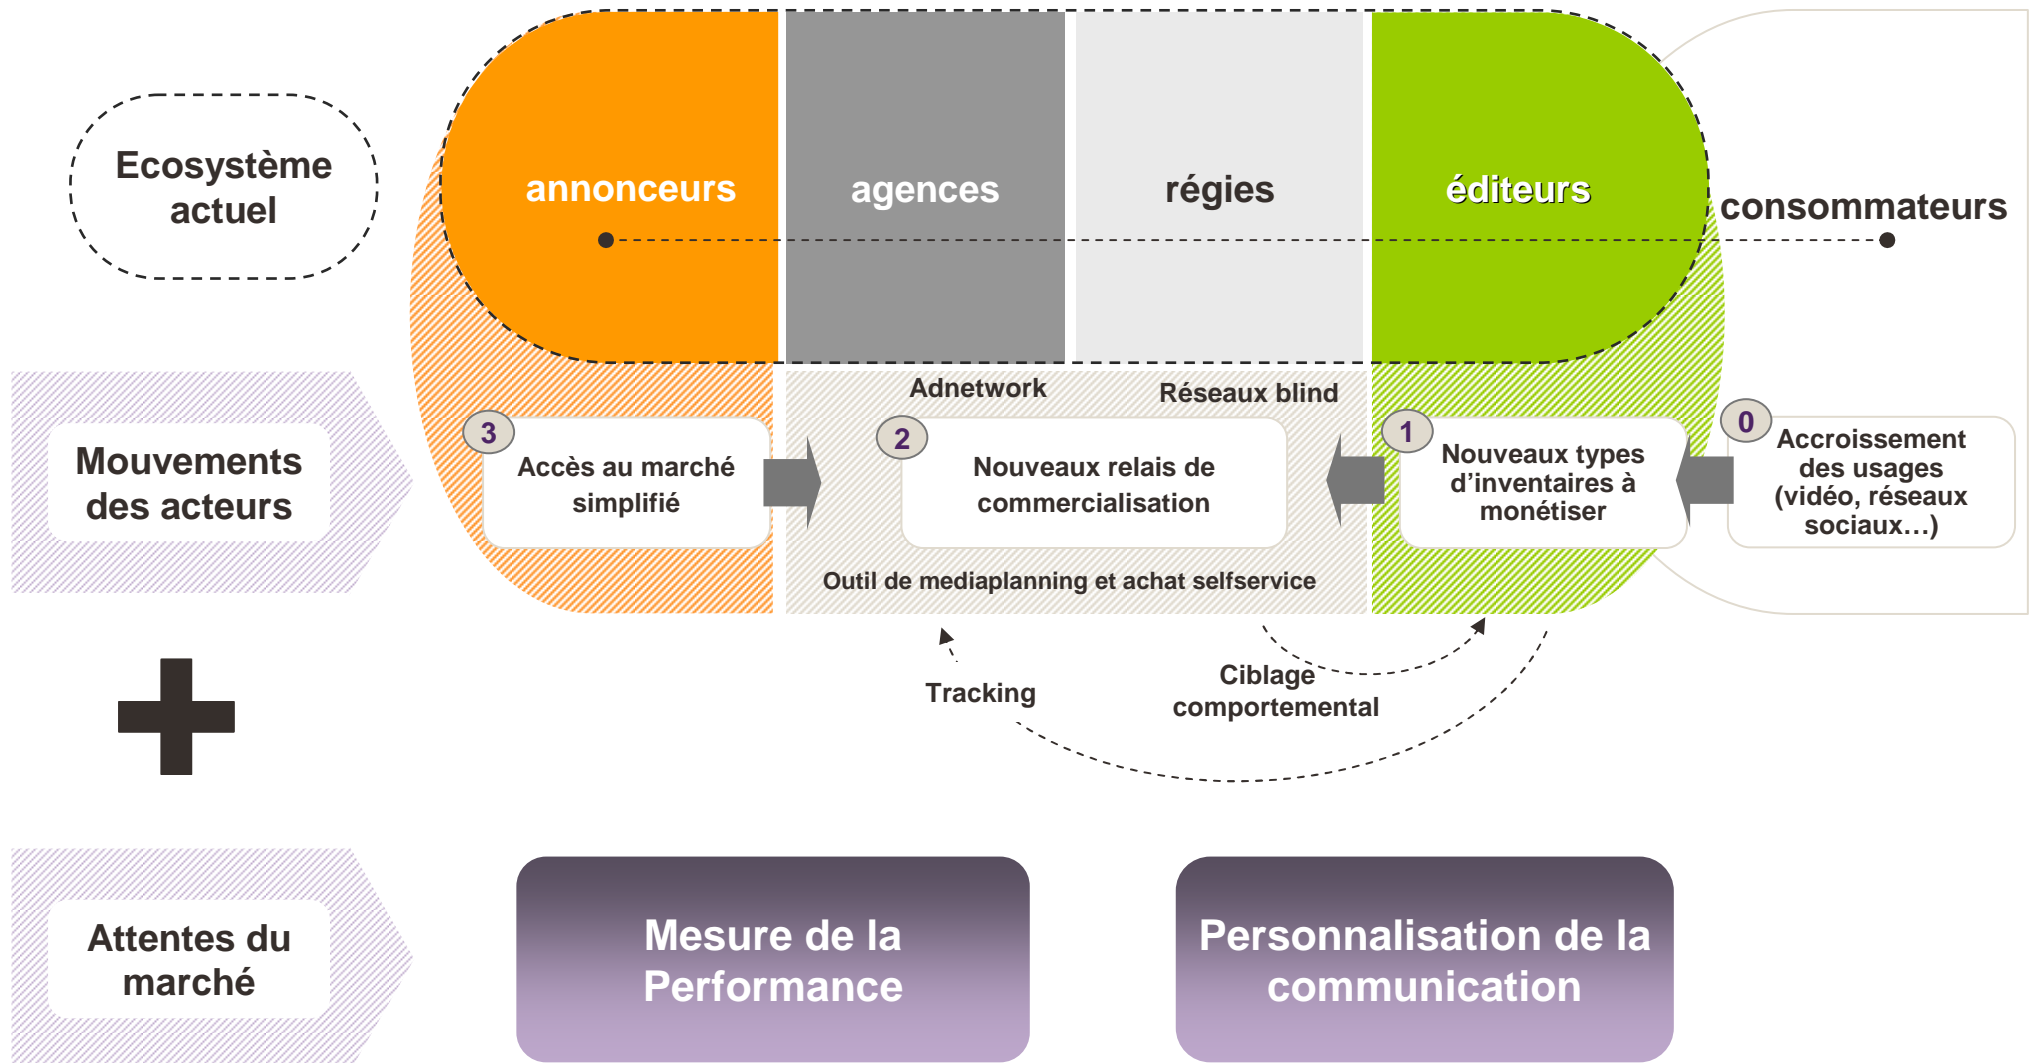 Ecosystème
actuel
annonceurs
agences
régies
éditeurs
consommateurs
Mouvements
des acteurs
Adnetwork
Réseaux blind
3
Accès au marché
simplifié
2
Nouveaux relais de
commercialisation
1
Nouveaux types
d’inventaires à
monétiser
0
Accroissement
des usages
(vidéo, réseaux
sociaux…)
Outil de mediaplanning et achat selfservice
Tracking
Ciblage
comportemental
Attentes du
marché
Mesure de la
Performance
Personnalisation de la
communication